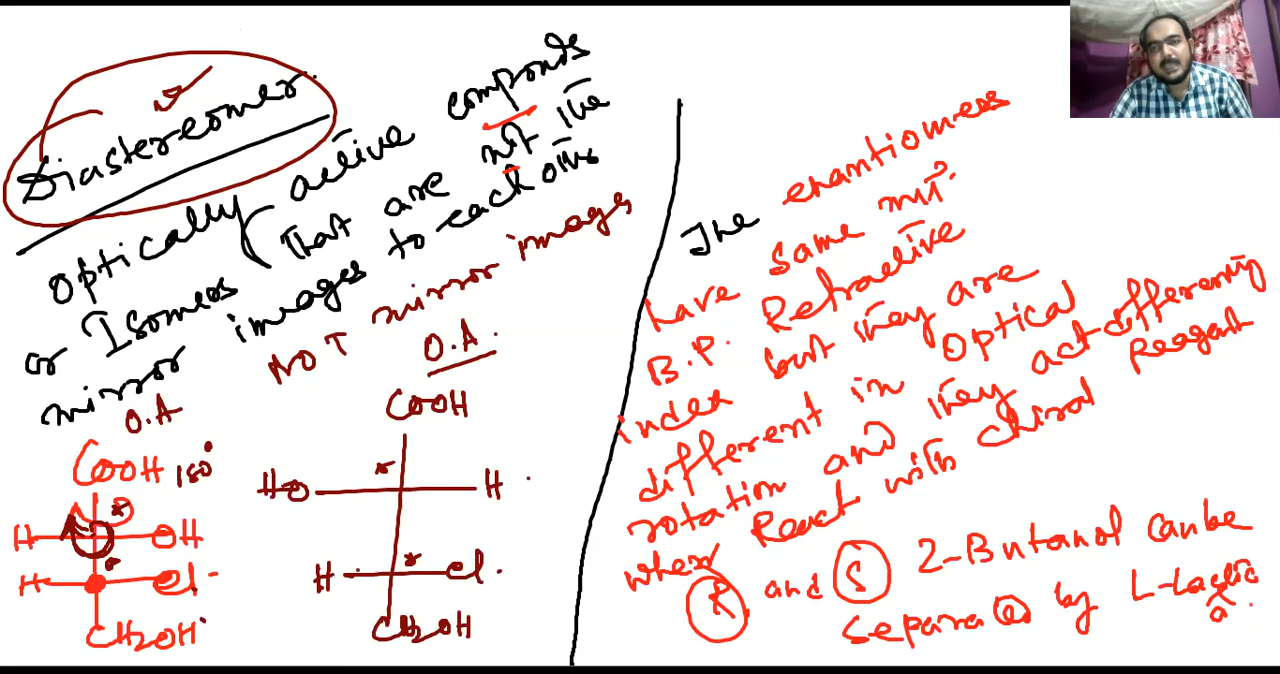 Diastereomer
Optically active componds
or Isomers That are not the
mirror images to each other
NOT mirror images
O.A
COOH 180°
H OH
H Cl
CH2OH
O.A.
COOH
HO H
H Cl
CH2OH
The enantiomers
have same m.t.
B.P. Refractive
index but they are
different in Optical
rotation and they act differently
when React with chiral Reagent
R and S 2-Butanol can be
separated by L-lactic
a